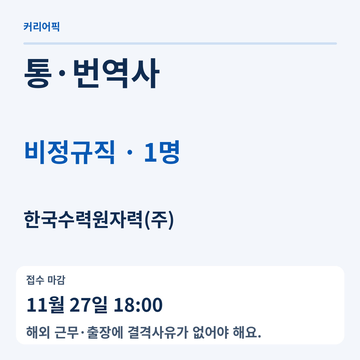 커리어픽
통·번역사
비정규직 · 1명
한국수력원자력(주)
접수 마감
11월 27일 18:00
해외 근무·출장에 결격사유가 없어야 해요.